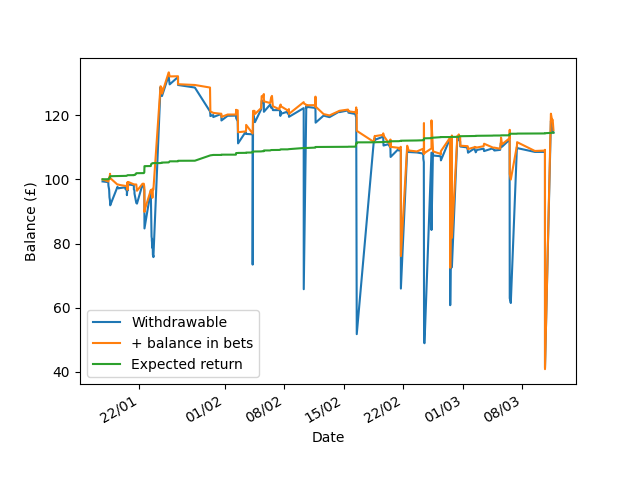 120
100
80
60
40
Balance (£)
Withdrawable
+ balance in bets
Expected return
22/01
01/02
08/02
15/02
22/02
01/03
08/03
Date